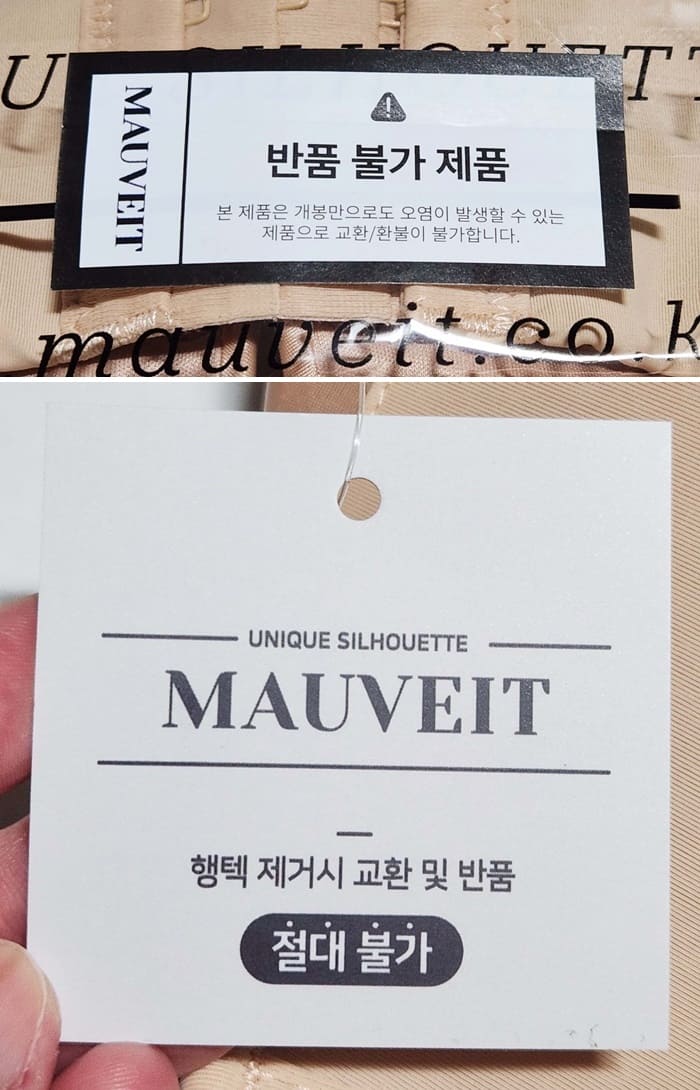 MAUVEIT
반품 불가 제품
본 제품은 개봉만으로도 오염이 발생할 수 있는
제품으로 교환/환불이 불가합니다.
mauveit.co.k
UNIQUE SILHOUETTE
MAUVEIT
행텍 제거시 교환 및 반품
절대 불가